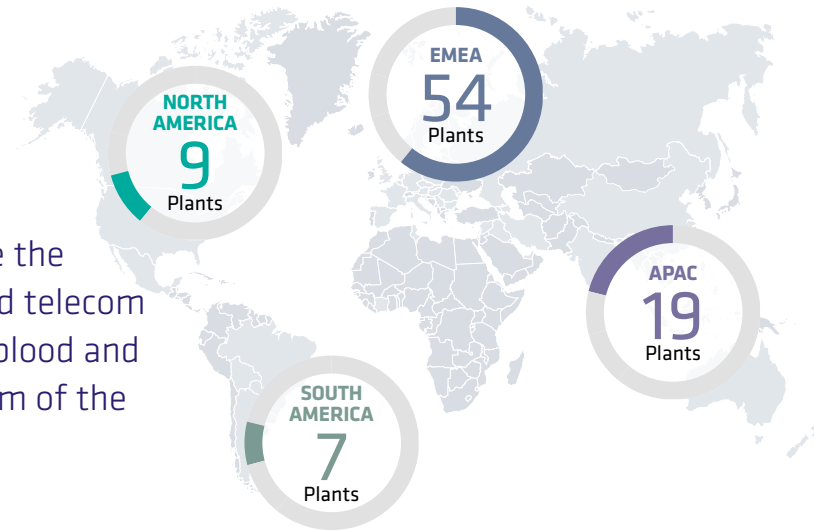 EMEA
54
Plants
NORTH
AMERICA
9
Plants
the
telecom
blood and
of the
APAC
19
Plants
SOUTH
AMERICA
7
Plants